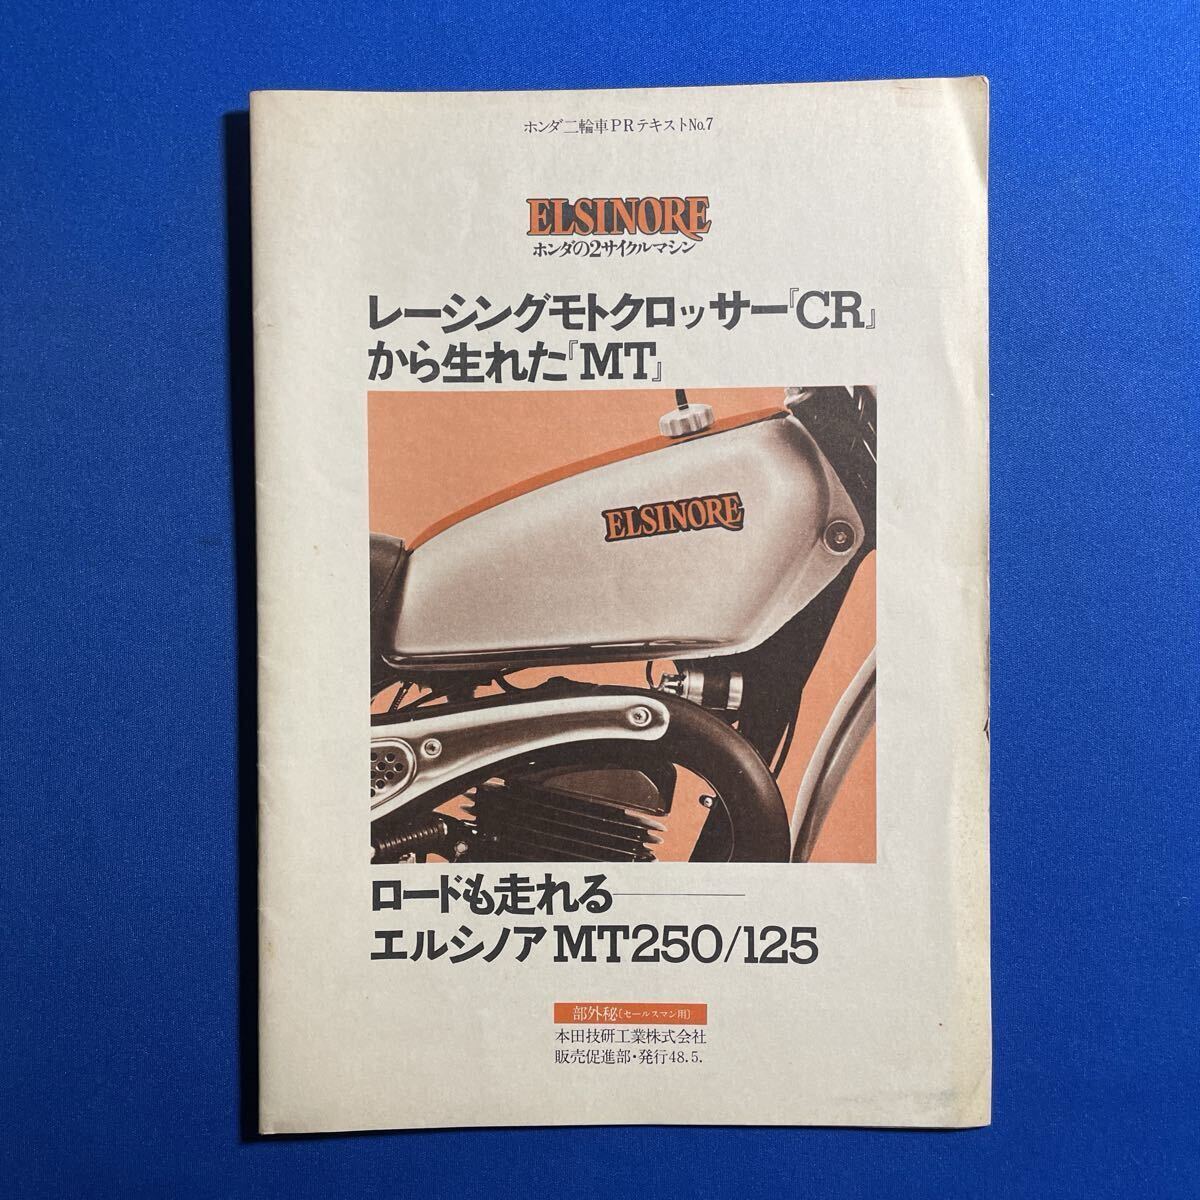 ホンダ二輪車PRテキストNo.7
ELSINORE
ホンダの2サイクルマシン
レーシングモトクロッサー『CR』
から生れた『MT』
ELSINORE
ロードも走れる――
エルシノアMT250/125
部外秘〔セールスマン用〕
本田技研工業株式会社
販売促進部・発行48.5.